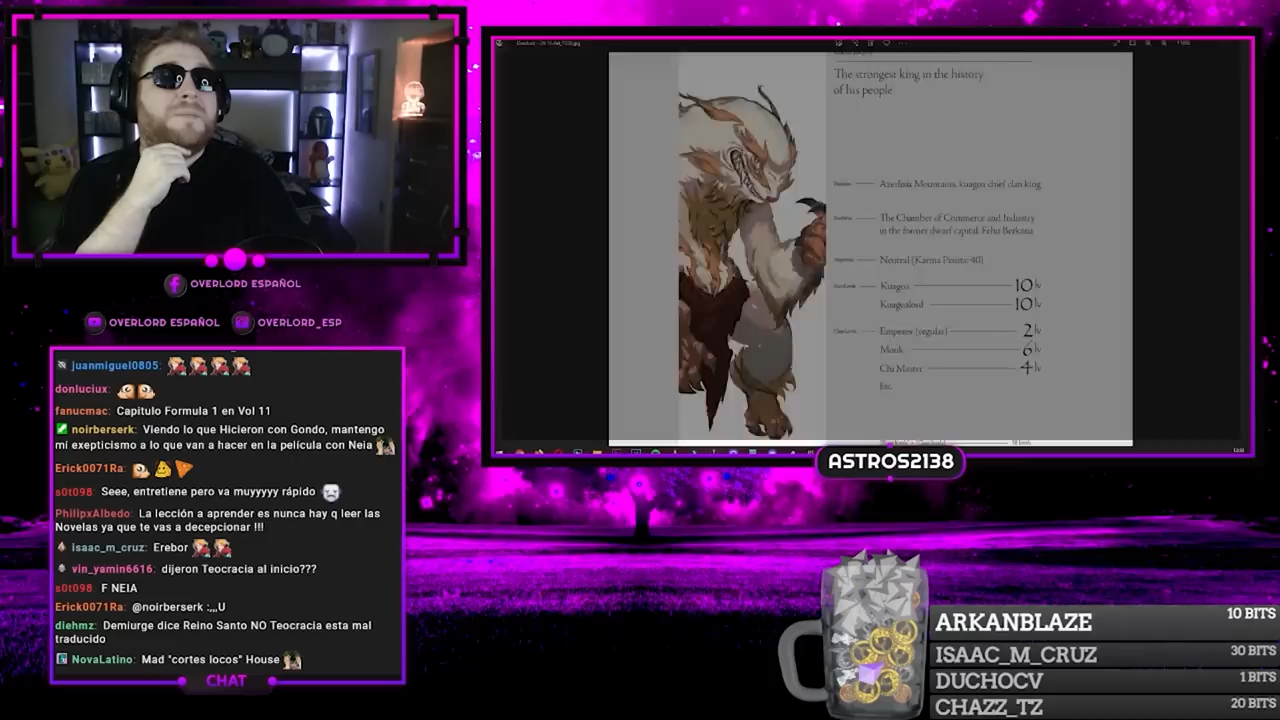 The strongest king in the history
of his people
Azerlisia Mountains, kuagoa chief clan king
The Chamber of Commerce and Industry
in the former dwarf capital Feha Berkana
Neutral (Karma Points: 40)
Kuagoa 10 lv
Kuagoalord 10 lv
Emperor (regular) 2 lv
Monk 6 lv
Chi Master 4 lv
Etc.
OVERLORD ESPAÑOL
OVERLORD ESPAÑOL OVERLORD_ESP
juanmiguel0805:
donluciux:
fanucmac: Capitulo Formula 1 en Vol 11
noirberserk: Viendo lo que Hicieron con Gondo, mantengo
mi exepticismo a lo que van a hacer en la película con Neia
Erick0071Ra:
s0t098: Seee, entretiene pero va muyyyyy rápido
PhilipxAlbedo: La lección a aprender es nunca hay q leer las
Novelas ya que te vas a decepcionar !!!
isaac_m_cruz: Erebor
vin_yamin6616: dijeron Teocracia al inicio???
s0t098: F NEIA
Erick0071Ra: @noirberserk :,,,U
diehmz: Demiurge dice Reino Santo NO Teocracia esta mal
traducido
NovaLatino: Mad "cortes locos" House
CHAT
ASTROS2138
ARKANBLAZE 10 BITS
ISAAC_M_CRUZ 30 BITS
DUCHOCV 1 BITS
CHAZZ_TZ 20 BITS